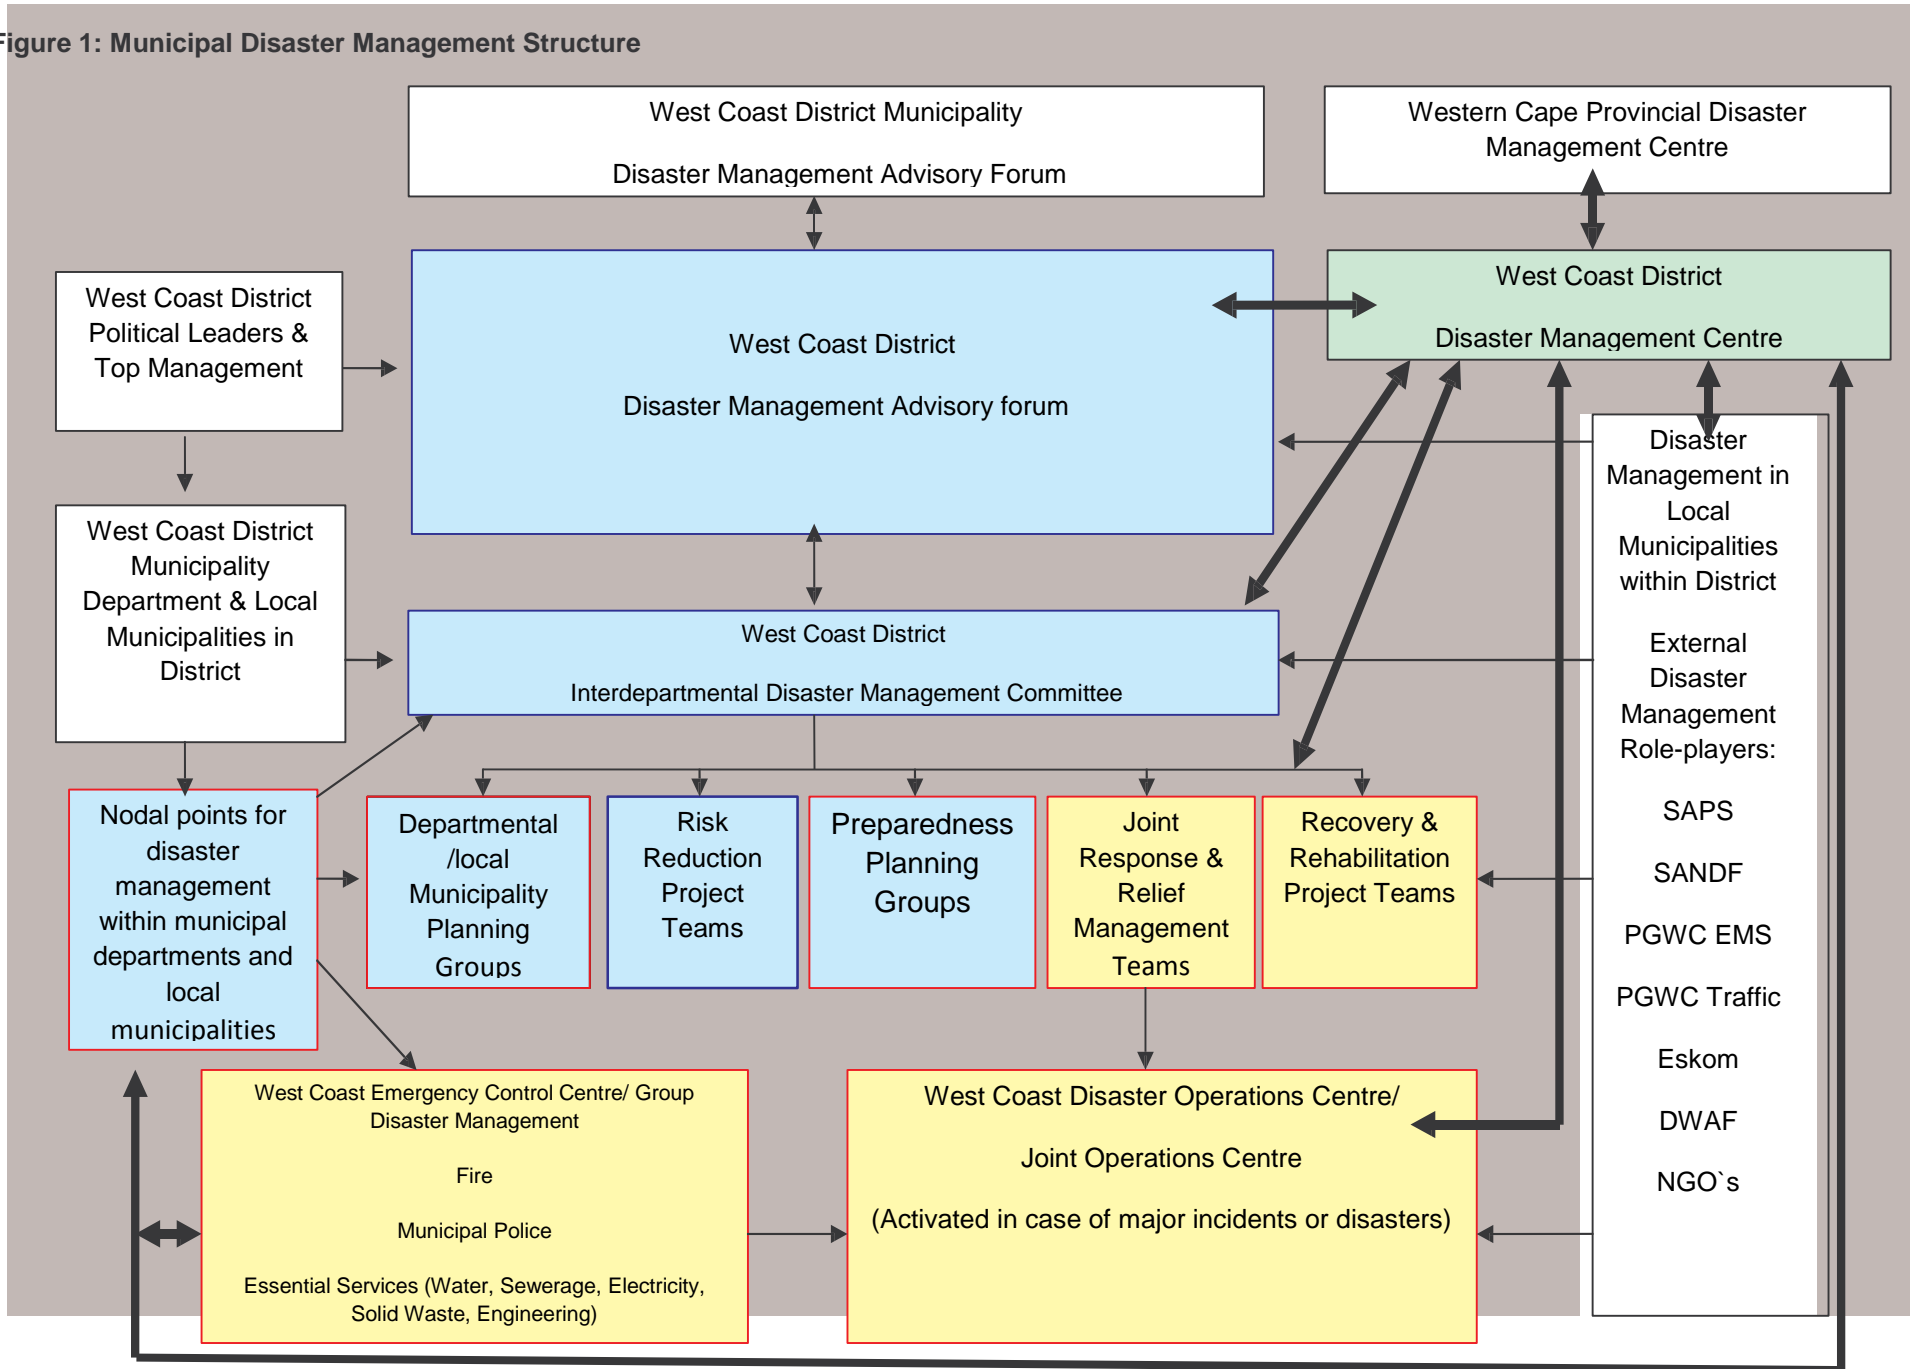 Figure 1: Municipal Disaster Management Structure
West Coast District Municipality
Disaster Management Advisory Forum
Western Cape Provincial Disaster
Management Centre
West Coast District
Political Leaders &
Top Management
West Coast District
Disaster Management Advisory forum
West Coast District
Disaster Management Centre
West Coast District
Municipality
Department & Local
Municipalities in
District
West Coast District
Interdepartmental Disaster Management Committee
Disaster
Management in
Local
Municipalities
within District
External
Disaster
Management
Role-players:
SAPS
SANDF
PGWC EMS
PGWC Traffic
Eskom
DWAF
NGO`s
Nodal points for
disaster
management
within municipal
departments and
local
municipalities
Departmental
/local
Municipality
Planning
Groups
Risk
Reduction
Project
Teams
Preparedness
Planning
Groups
Joint
Response &
Relief
Management
Teams
Recovery &
Rehabilitation
Project Teams
West Coast Emergency Control Centre/ Group
Disaster Management
Fire
Municipal Police
Essential Services (Water, Sewerage, Electricity,
Solid Waste, Engineering)
West Coast Disaster Operations Centre/
Joint Operations Centre
(Activated in case of major incidents or disasters)